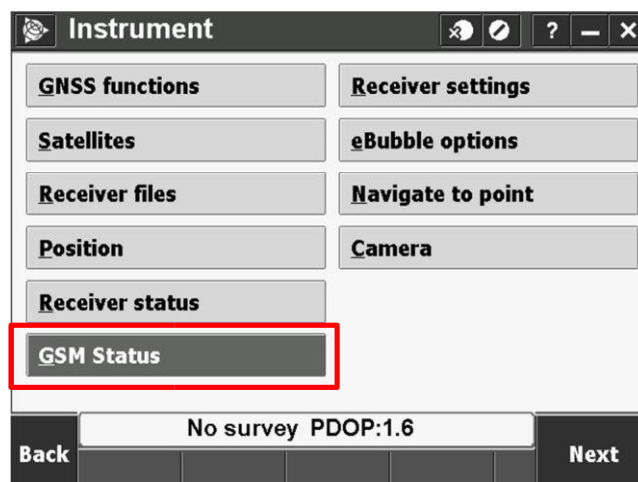 Instrument
?
GNSS functions
Receiver settings
Satellites
eBubble options
Receiver files
Navigate to point
Position
Camera
Receiver status
GSM Status
No survey PDOP:1.6
Back
Next